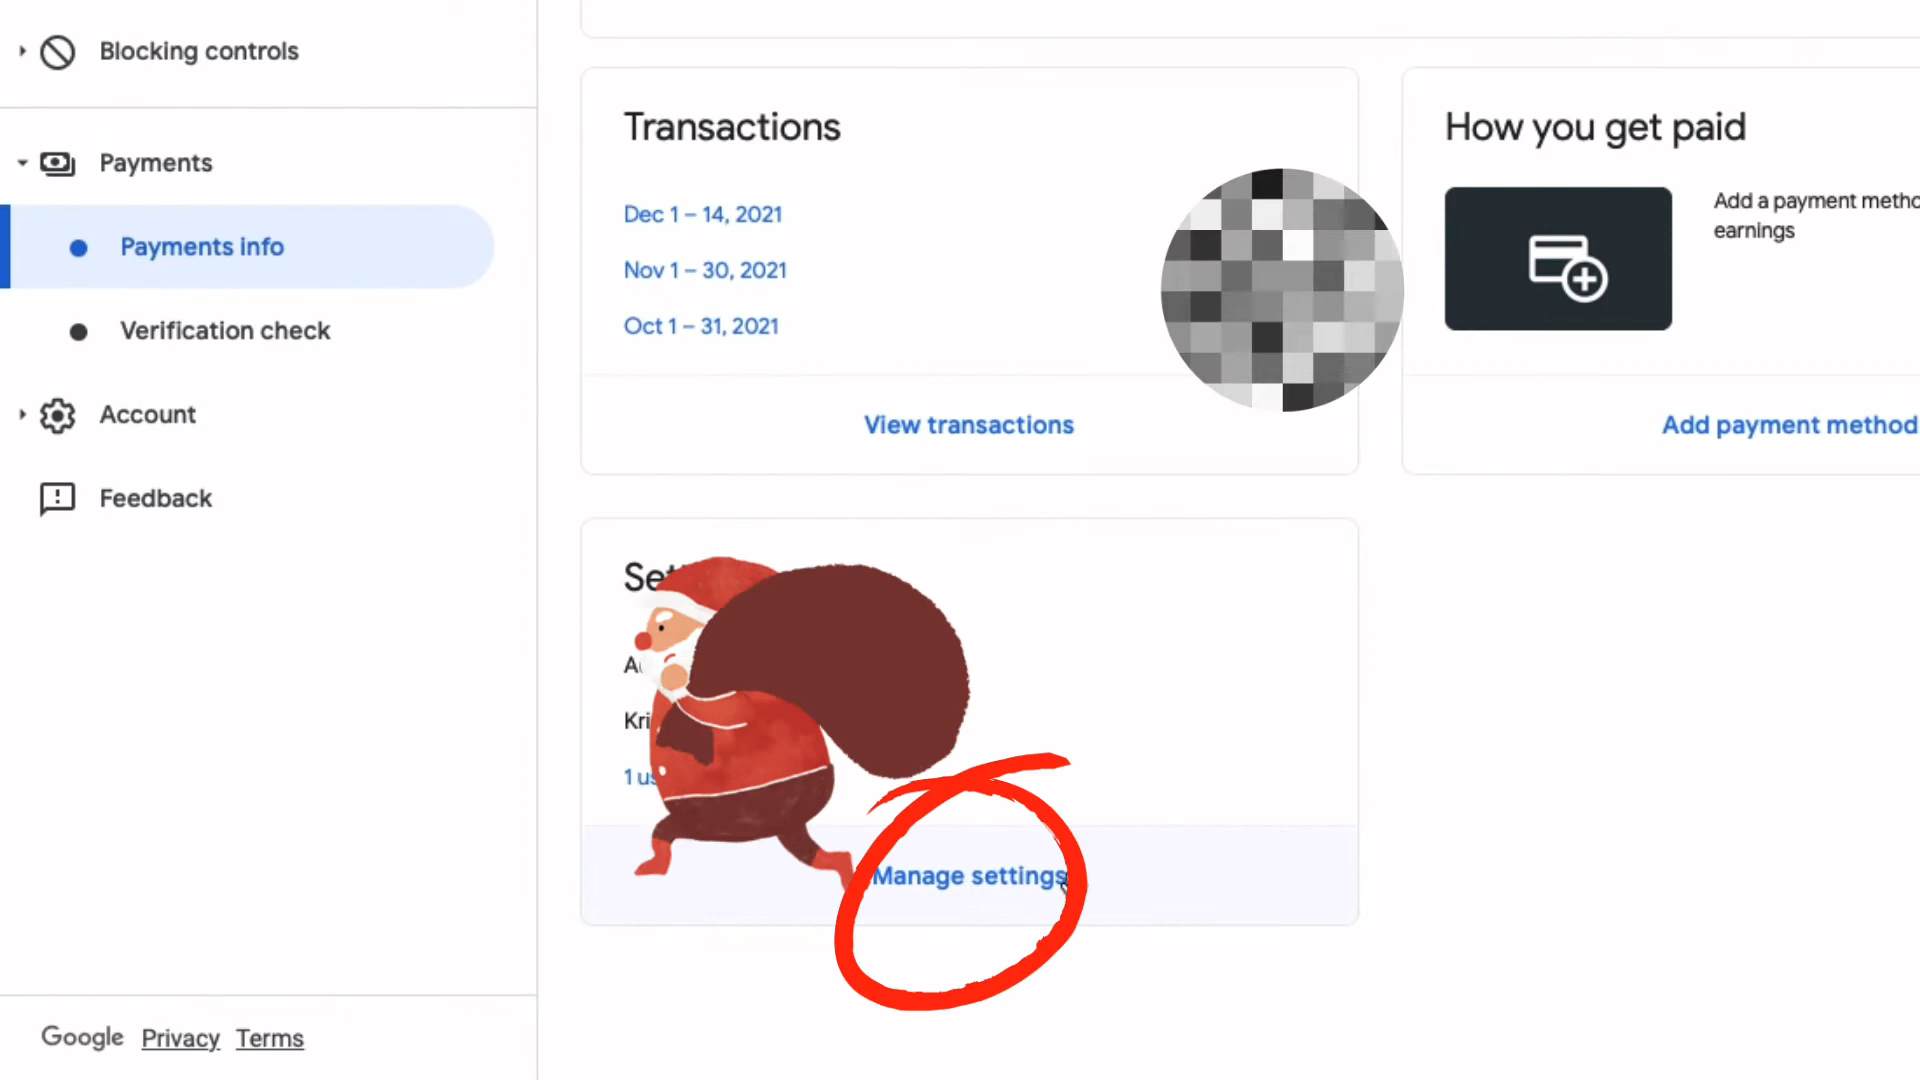 Blocking controls
Payments
Payments info
Verification check
Account
Feedback
Google Privacy Terms
Transactions
Dec 1 – 14, 2021
Nov 1 – 30, 2021
Oct 1 – 31, 2021
View transactions
How you get paid
Add a payment
earnings
Add payment method
Manage settings